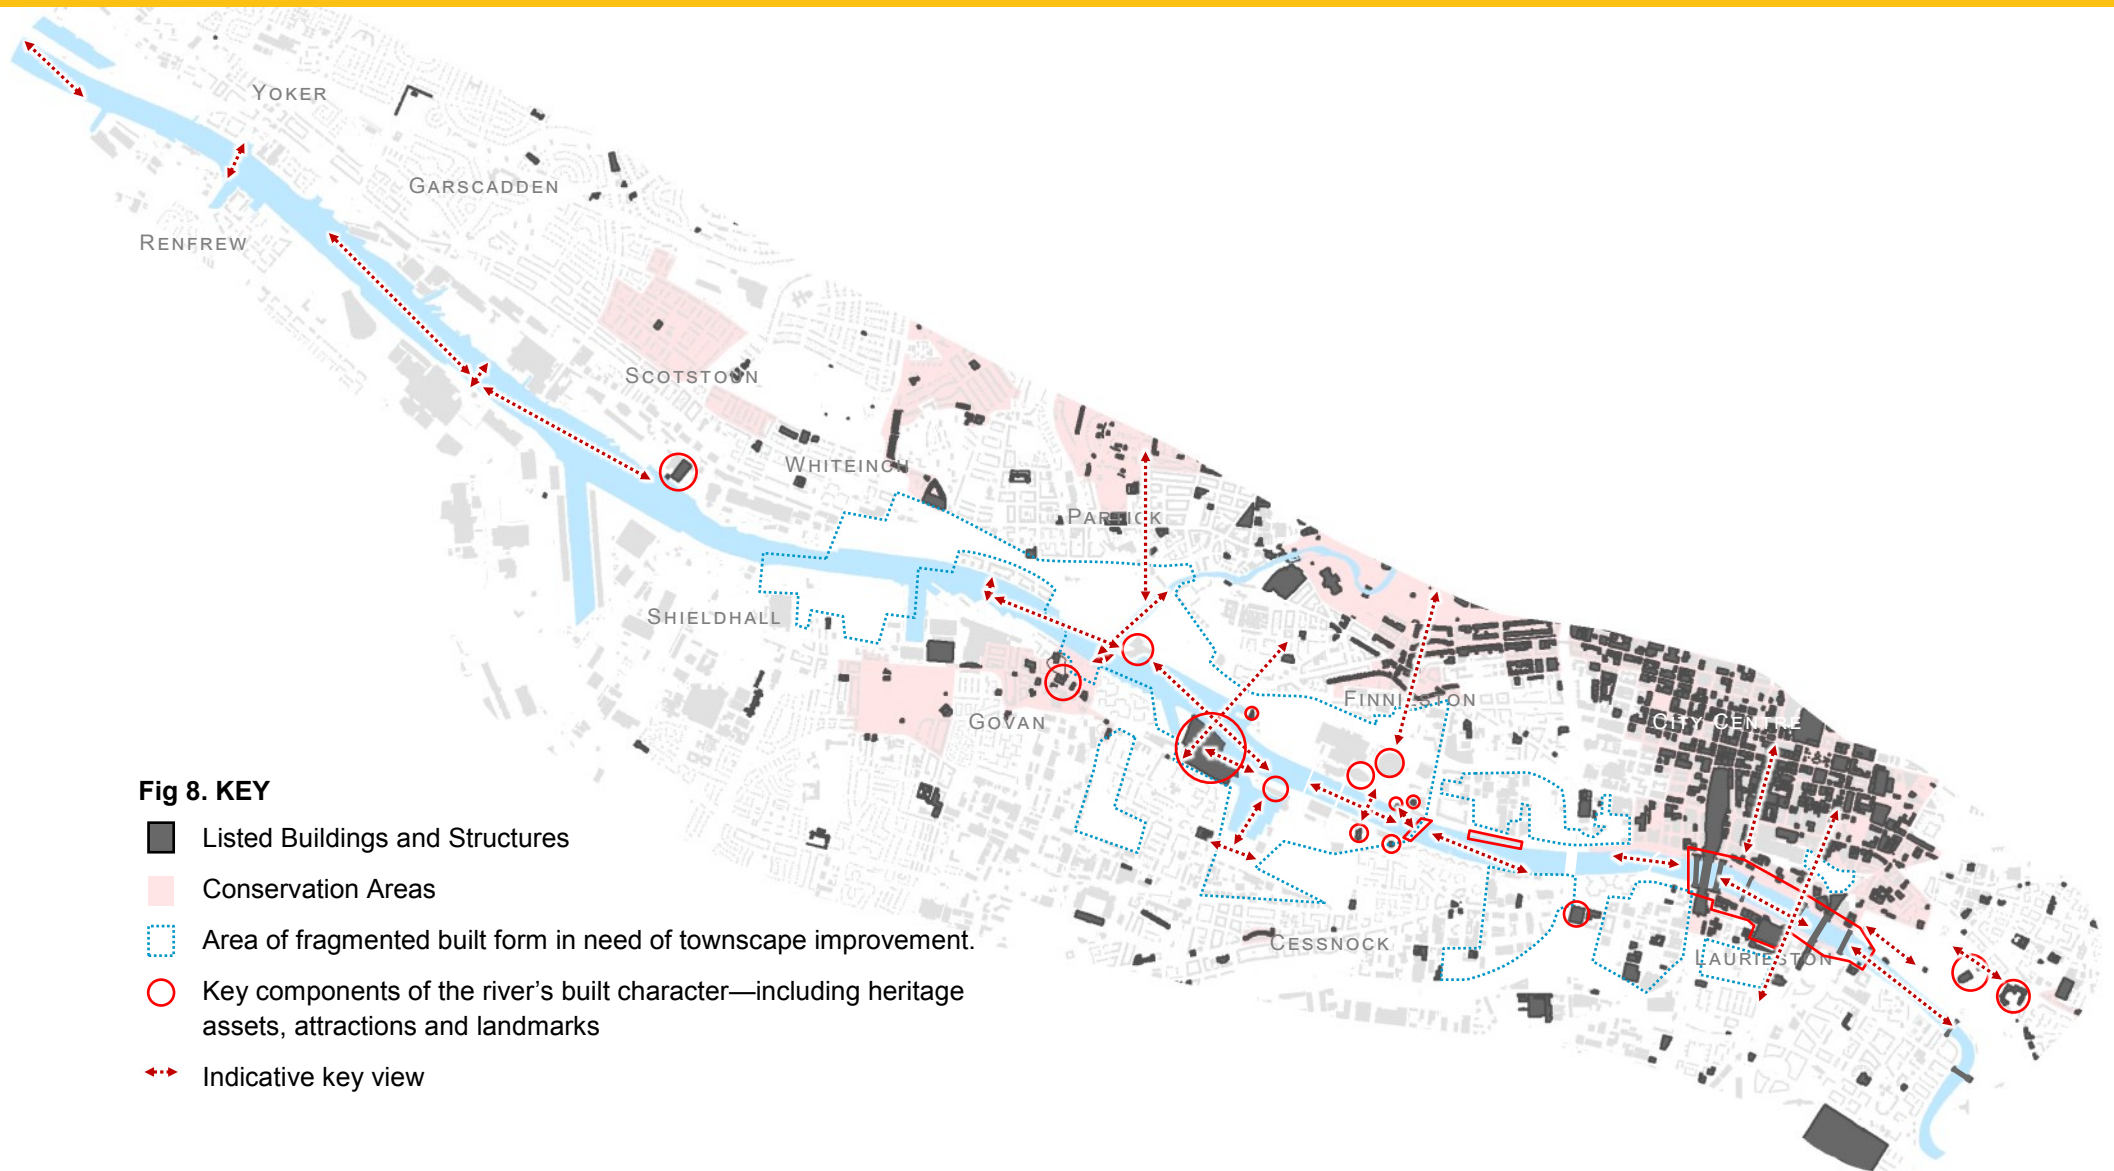 YOKER
GARSCADDEN
RENFREW
SCOTSTOUN
WHITEINCH
PARTICK
SHIELDHALL
GOVAN
FINNIESTON
CITY CENTRE
CESSNOCK
LAURIESTON
Fig 8. KEY
Listed Buildings and Structures
Conservation Areas
Area of fragmented built form in need of townscape improvement.
Key components of the river’s built character—including heritage
assets, attractions and landmarks
Indicative key view